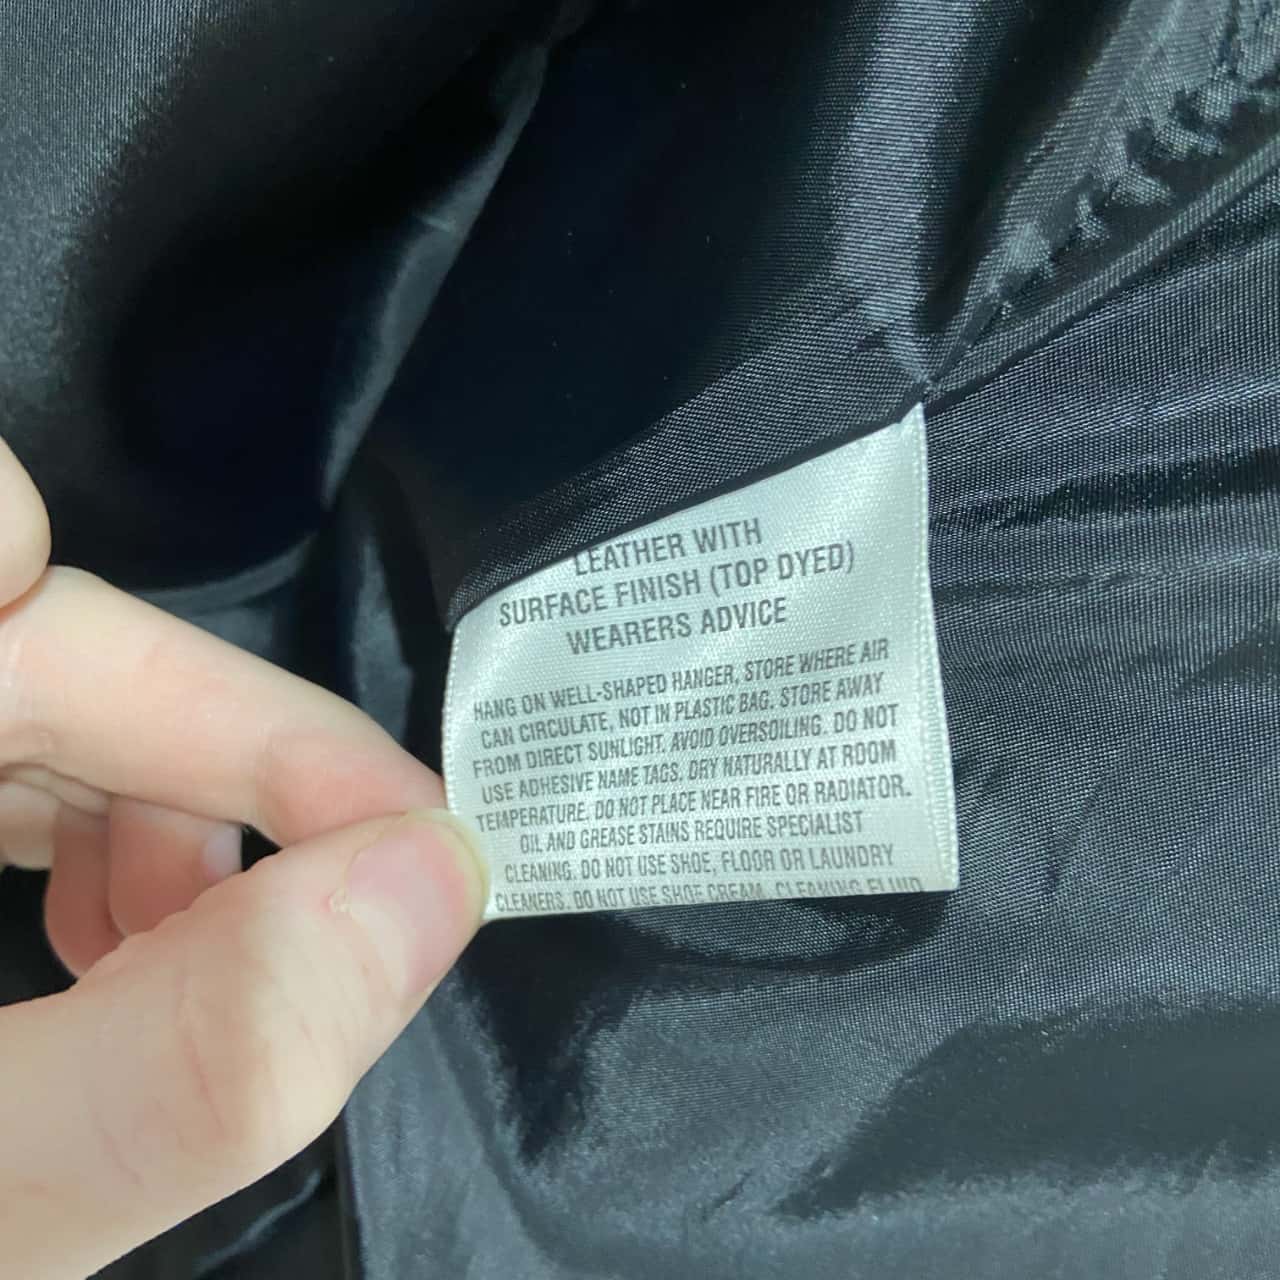 LEATHER WITH
SURFACE FINISH (TOP DYED)
WEARERS ADVICE
HANG ON WELL-SHAPED HANGER, STORE WHERE AIR
CAN CIRCULATE, NOT IN PLASTIC BAG. STORE AWAY
FROM DIRECT SUNLIGHT. AVOID OVERSOILING. DO NOT
USE ADHESIVE NAME TAGS. DRY NATURALLY AT ROOM
TEMPERATURE. DO NOT PLACE NEAR FIRE OR RADIATOR.
OIL AND GREASE STAINS REQUIRE SPECIALIST
CLEANING. DO NOT USE SHOE, FLOOR OR LAUNDRY
CLEANERS. DO NOT USE SHOE CREAM, CLEANING FLUID